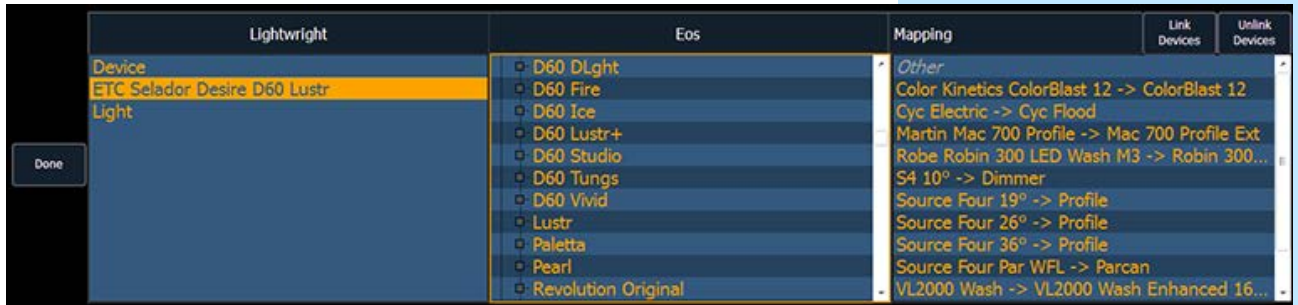 Lightwright
Eos
Mapping
Link Devices
Unlink Devices
Done
Device
ETC Selador Desire D60 Lustr
Light
D60 DLght
D60 Fire
D60 Ice
D60 Lustr+
D60 Studio
D60 Tungs
D60 Vivid
Lustr
Paletta
Pearl
Revolution Original
Other
Color Kinetics ColorBlast 12 -> ColorBlast 12
Cyc Electric -> Cyc Flood
Martin Mac 700 Profile -> Mac 700 Profile Ext
Robe Robin 300 LED Wash M3 -> Robin 300...
S4 10° -> Dimmer
Source Four 19° -> Profile
Source Four 26° -> Profile
Source Four 36° -> Profile
Source Four Par WFL -> Parcan
VL2000 Wash -> VL2000 Wash Enhanced 16...